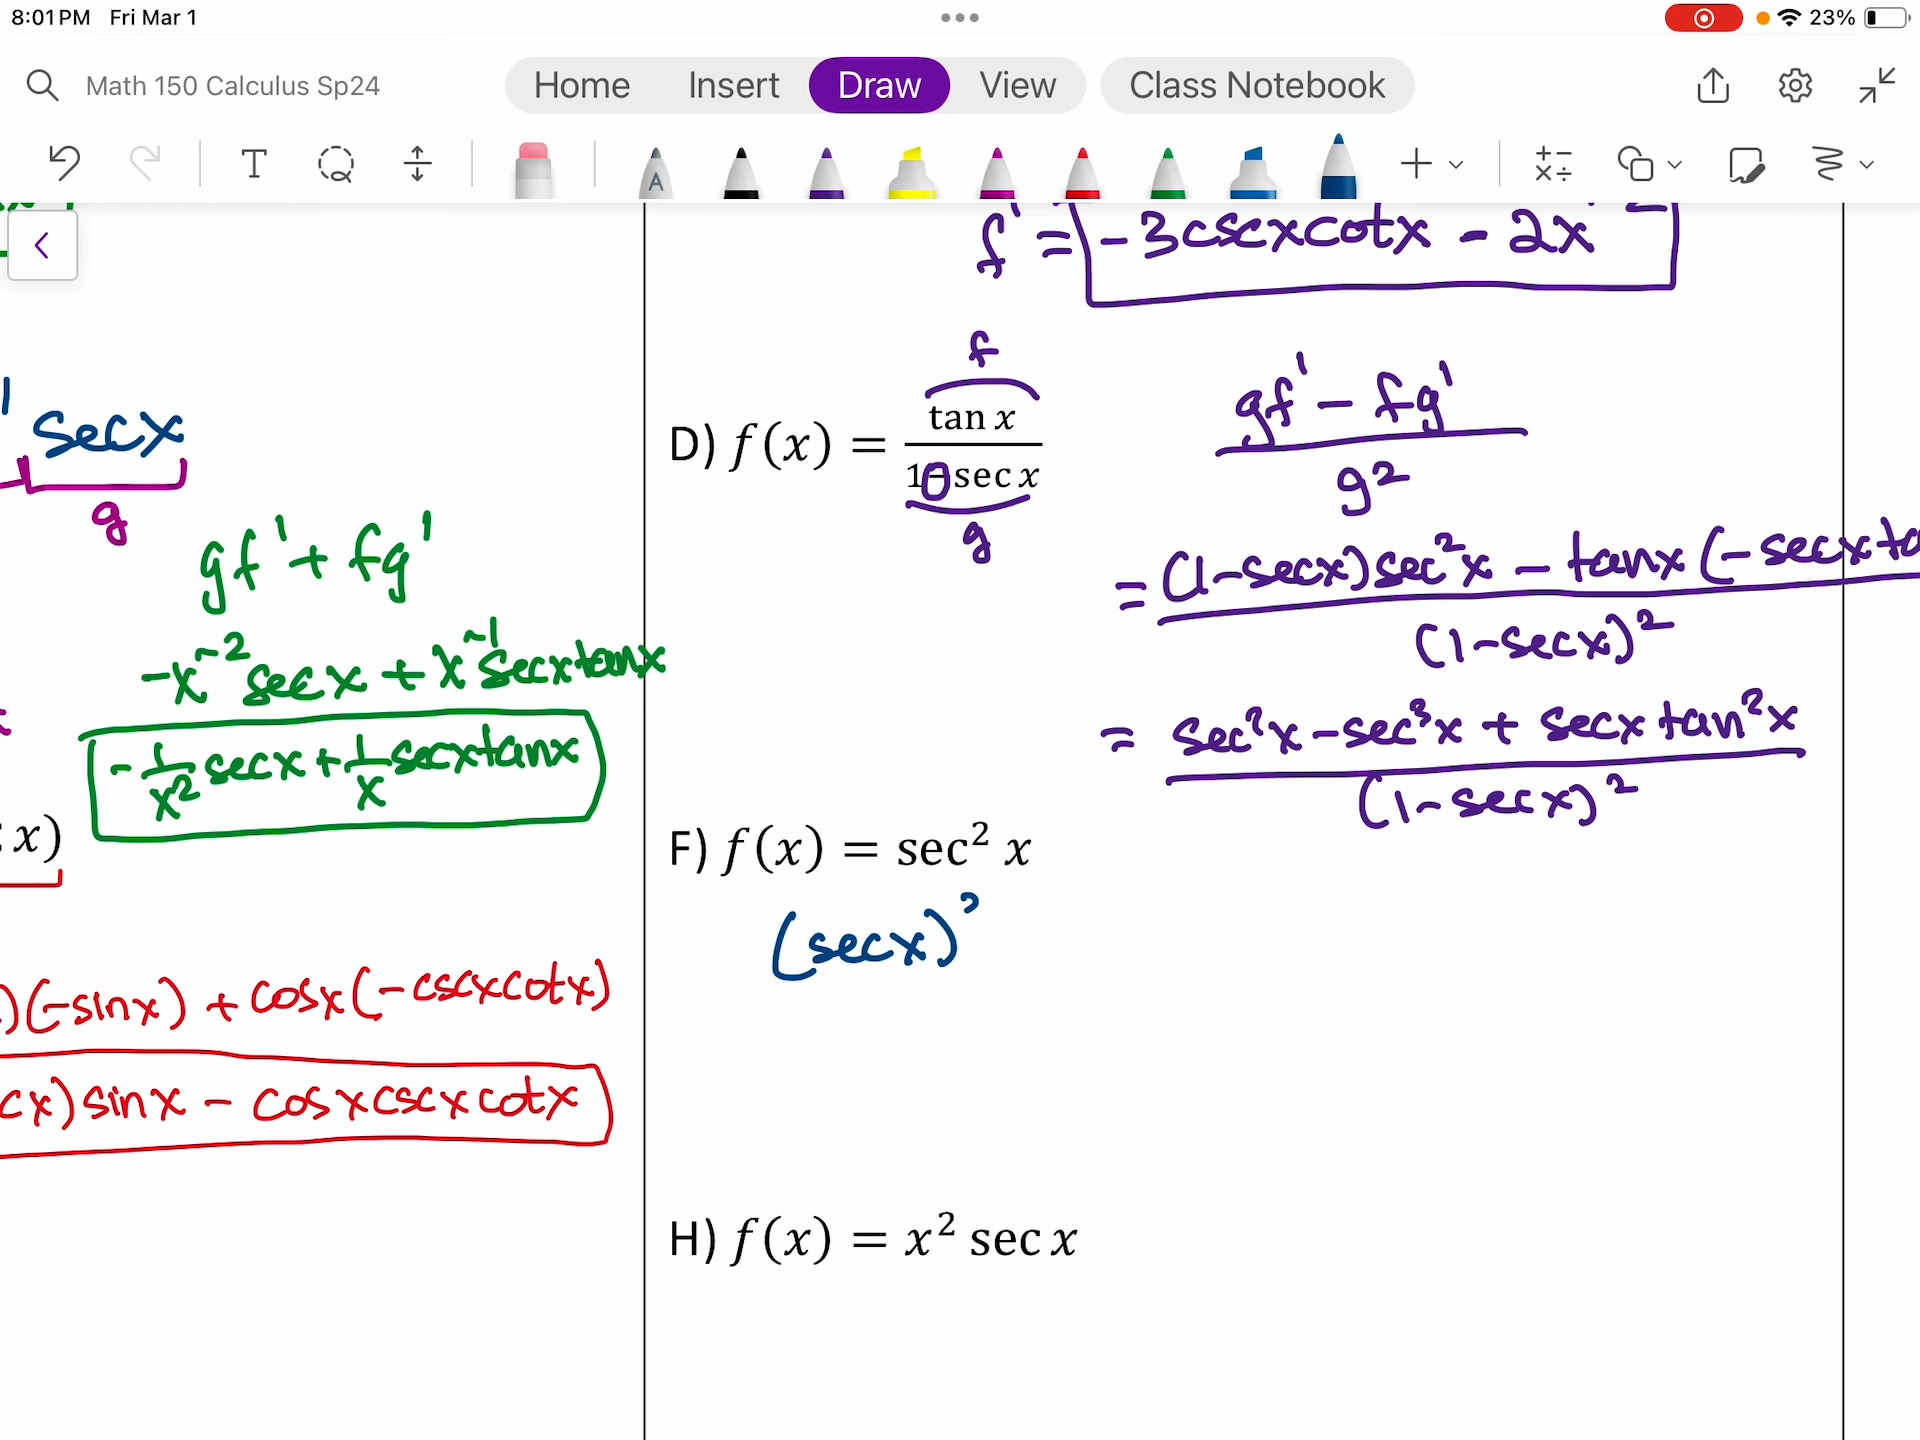 8:01 PM Fri Mar 1
23%
Math 150 Calculus Sp24
Home Insert Draw View Class Notebook
f' = -3cscxcotx - 2x
secx
g
gf' + fg'
-x^-2 secx + x^-1 secxtanx
-1/x² secx + 1/x secxtanx
x)
)(-sinx) + cosx(-cscxcotx)
cx) sinx - cosxcscxcotx
f
D) f(x) = tan x / 1 - sec x
g
gf' - fg' / g²
= (1-secx)sec²x - tanx(-secxta
(1-secx)²
= sec²x - sec³x + secx tan²x
(1-secx)²
F) f(x) = sec² x
(secx)
H) f(x) = x² sec x